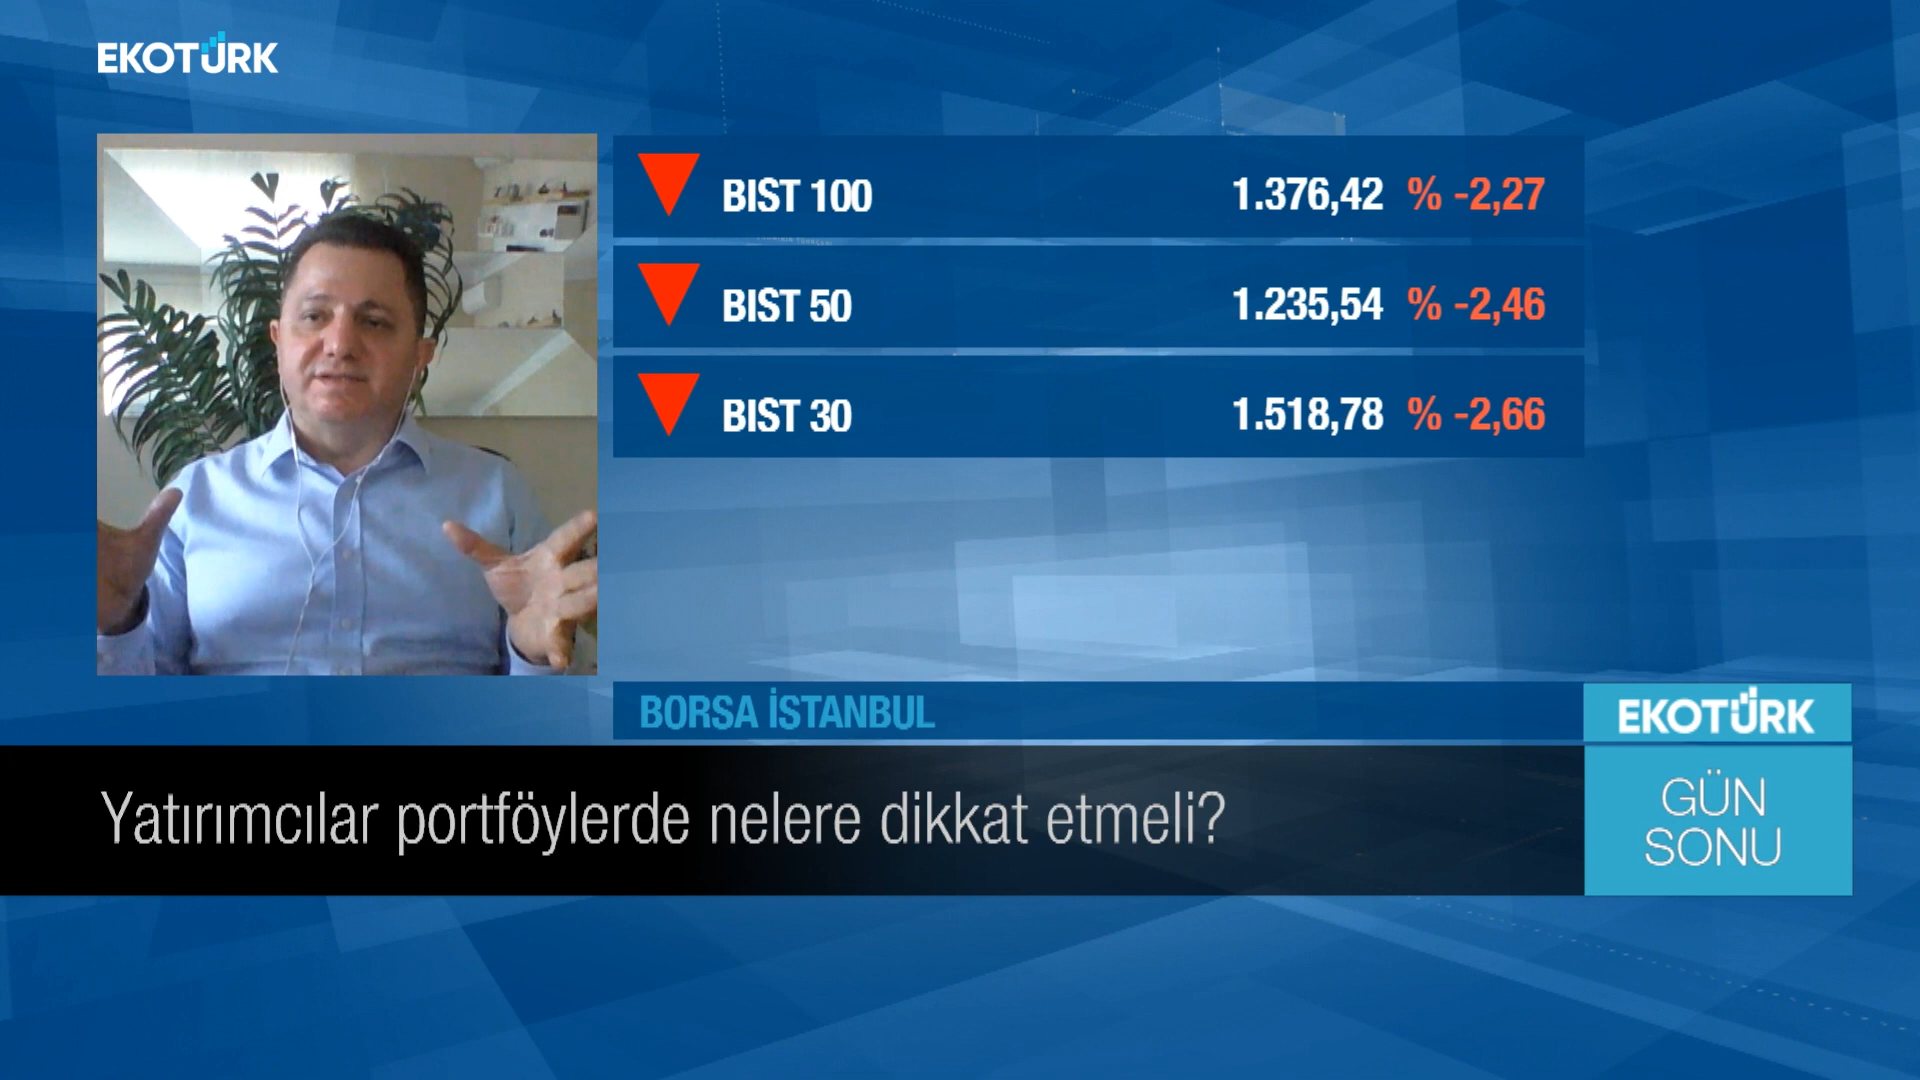 EKOTÜRK
BIST 100 1.376,42 % -2,27
BIST 50 1.235,54 % -2,46
BIST 30 1.518,78 % -2,66
BORSA İSTANBUL
EKOTÜRK
Yatırımcılar portföylerde nelere dikkat etmeli?
GÜN
SONU